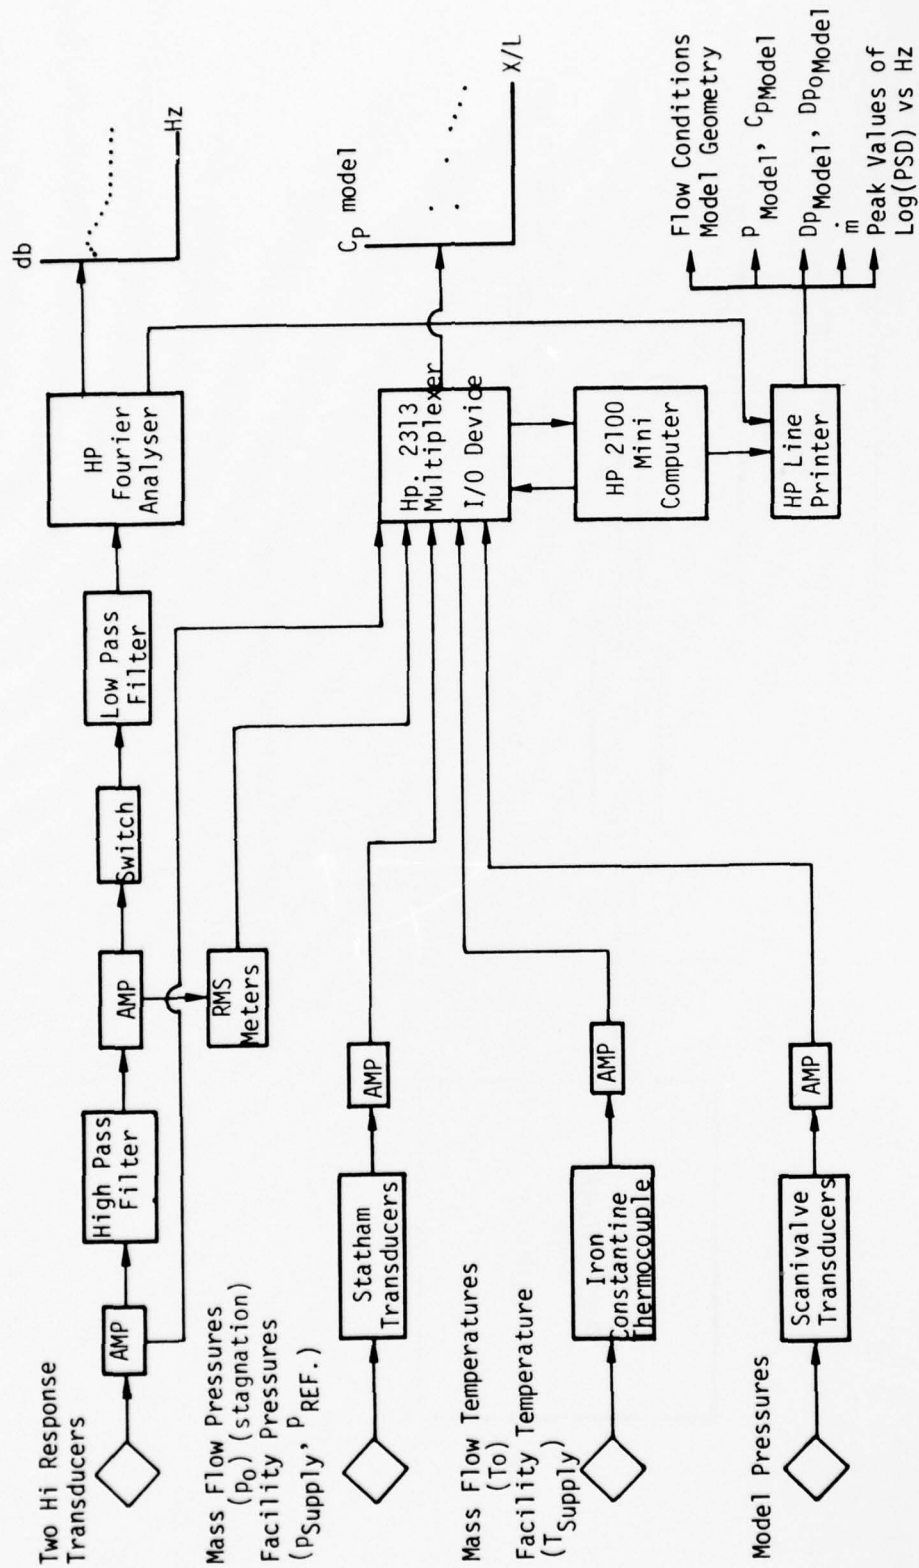 Two Hi Response
Transducers
AMP
High Pass
Filter
AMP
Switch
Low Pass
Filter
HP
Fourier
Analyser
db
Hz
RMS
Meters
Mass Flow Pressures
(po) (stagnation)
Facility Pressures
(pSupply, PREF.)
Statham
Transducers
AMP
Hp. 2313
Multiplexer
I/O Device
Cp model
X/L
Mass Flow Temperatures
(To)
Facility Temperature
(TSupply)
Iron
Constantine
Thermocouple
AMP
HP 2100
Mini
Computer
Model Pressures
Scanivalve
Transducers
AMP
HP Line
Printer
Flow Conditions
Model Geometry
pModel, CpModel
DpModel, DpoModel
ṁ
Peak Values of
Log(PSD) vs Hz